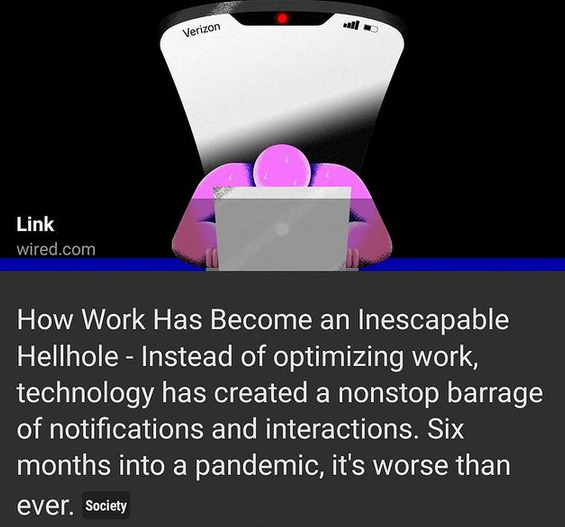 Verizon
Link
wired.com
How Work Has Become an Inescapable
Hellhole - Instead of optimizing work,
technology has created a nonstop barrage
of notifications and interactions. Six
months into a pandemic, it's worse than
ever. Society